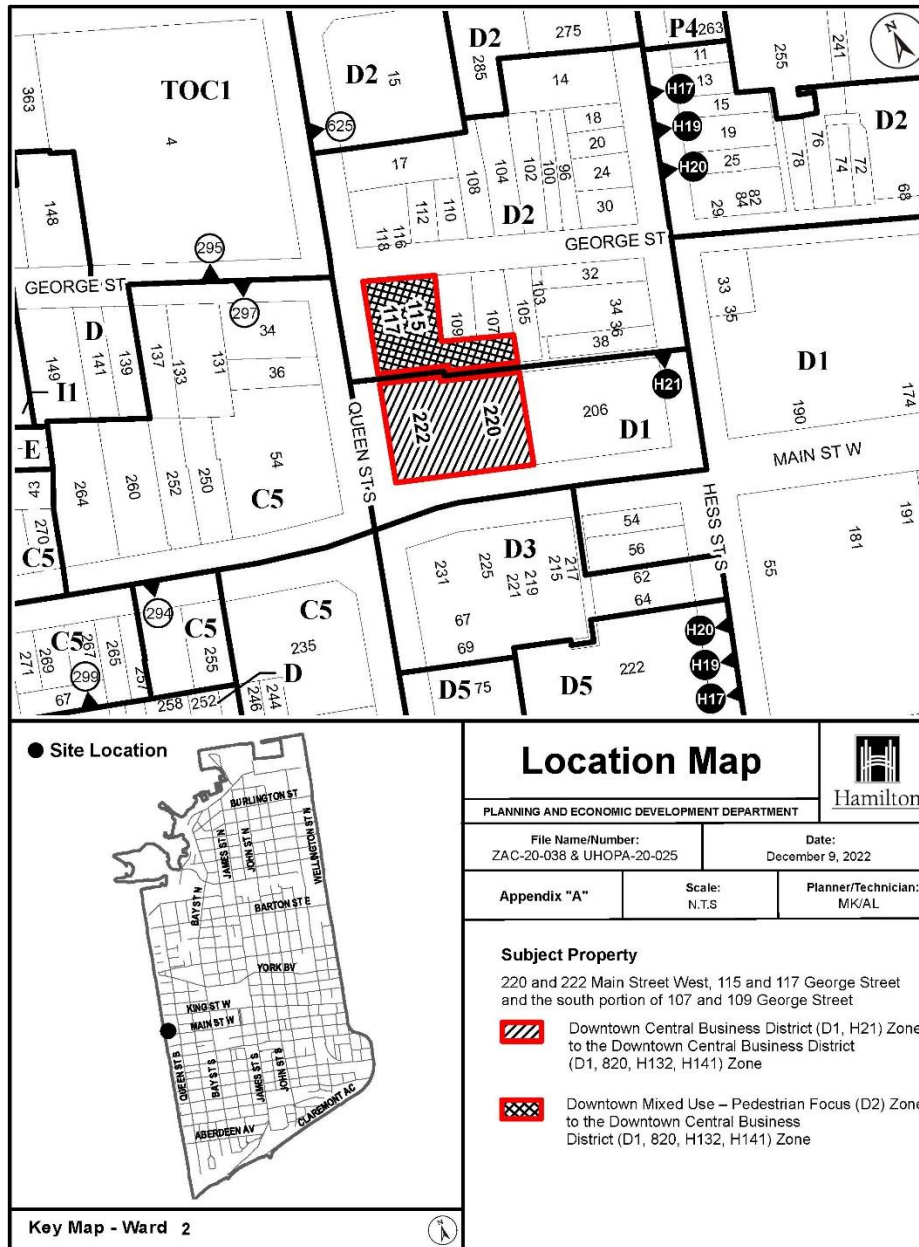 D2
D2
275
P4
263
11
255
241
TOC1
363
4
15
285
14
13
H17
625
18
15
H19
D2
17
108
104
102
100
96
20
19
78
76
74
72
H20
148
24
25
118
116
112
110
D2
30
29
84
82
68
295
GEORGE ST
GEORGE ST
D
297
34
117
115
109
107
105
103
32
34
36
33
35
149
141
139
137
133
131
36
38
D1
I1
H21
E
QUEEN ST S
222
220
206
D1
190
174
43
264
260
252
250
54
MAIN ST W
C5
270
C5
HESS ST S
D3
54
56
231
225
221
219
215
217
55
181
191
294
62
64
67
C5
C5
C5
235
69
H20
271
269
267
265
257
255
222
H19
299
D
D5
75
D5
67
258
252
246
244
H17
Site Location
BURLINGTON ST
JAMES ST N
JOHN ST N
WELLINGTON ST N
BAY ST N
BARTON ST E
YORK BV
KING ST W
MAIN ST W
QUEEN ST S
BAY ST S
JAMES ST S
JOHN ST S
ABERDEEN AV
CLAREMONT AC
Key Map - Ward 2
N
Location Map
Hamilton
PLANNING AND ECONOMIC DEVELOPMENT DEPARTMENT
File Name/Number:
ZAC-20-038 & UHOPA-20-025
Date:
December 9, 2022
Appendix "A"
Scale:
N.T.S
Planner/Technician:
MK/AL
Subject Property
220 and 222 Main Street West, 115 and 117 George Street
and the south portion of 107 and 109 George Street
Downtown Central Business District (D1, H21) Zone
to the Downtown Central Business District
(D1, 820, H132, H141) Zone
Downtown Mixed Use – Pedestrian Focus (D2) Zone
to the Downtown Central Business
District (D1, 820, H132, H141) Zone